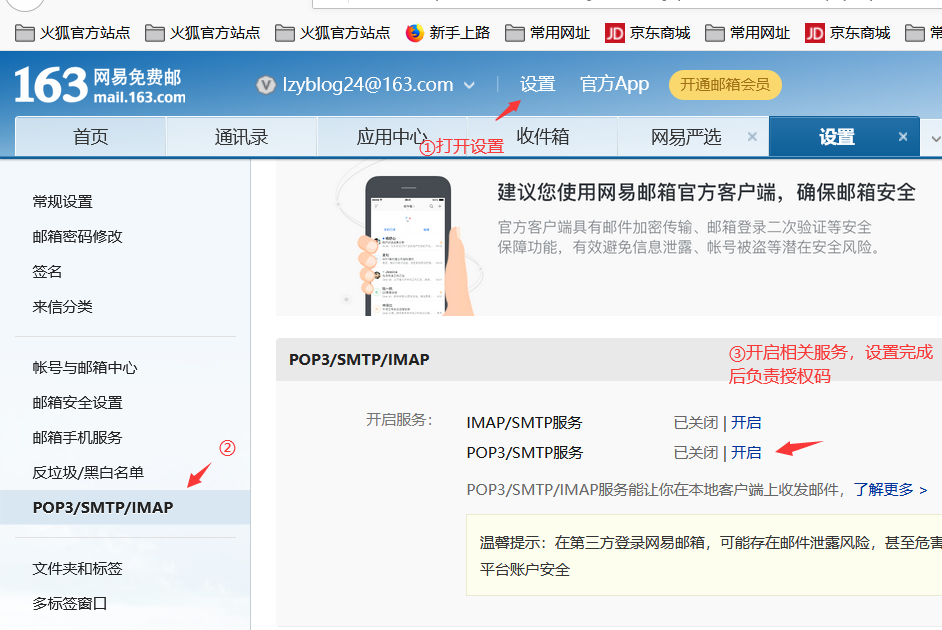 火狐官方站点 火狐官方站点 火狐官方站点 新手上路 常用网址 JD 京东商城 常用网址 JD 京东商城
163 网易免费邮
mail.163.com
V lzyblog24@163.com 设置 官方App 开通邮箱会员
首页 通讯录 应用中心 收件箱 网易严选 × 设置 ×
①打开设置
常规设置
邮箱密码修改
签名
来信分类
帐号与邮箱中心
邮箱安全设置
邮箱手机服务
②
反垃圾/黑白名单
POP3/SMTP/IMAP
文件夹和标签
多标签窗口
建议您使用网易邮箱官方客户端，确保邮箱安全
官方客户端具有邮件加密传输、邮箱登录二次验证等安全
保障功能，有效避免信息泄露、帐号被盗等潜在安全风险。
POP3/SMTP/IMAP
③开启相关服务，设置完成
后负责授权码
开启服务： IMAP/SMTP服务 已关闭 | 开启
POP3/SMTP服务 已关闭 | 开启
POP3/SMTP/IMAP服务能让你在本地客户端上收发邮件，了解更多 >
温馨提示：在第三方登录网易邮箱，可能存在邮件泄露风险，甚至危害
平台账户安全